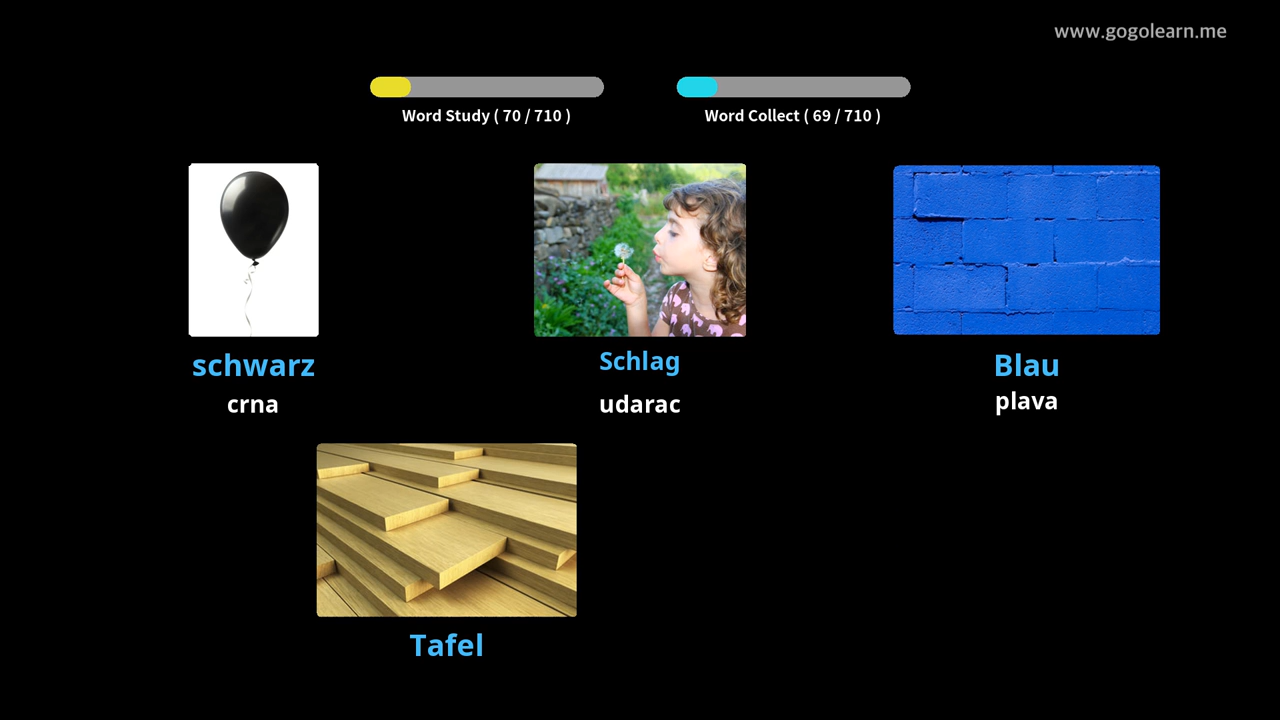 www.gogolearn.me
Word Study ( 70 / 710 )
Word Collect ( 69 / 710 )
schwarz
crna
Schlag
udarac
Blau
plava
Tafel